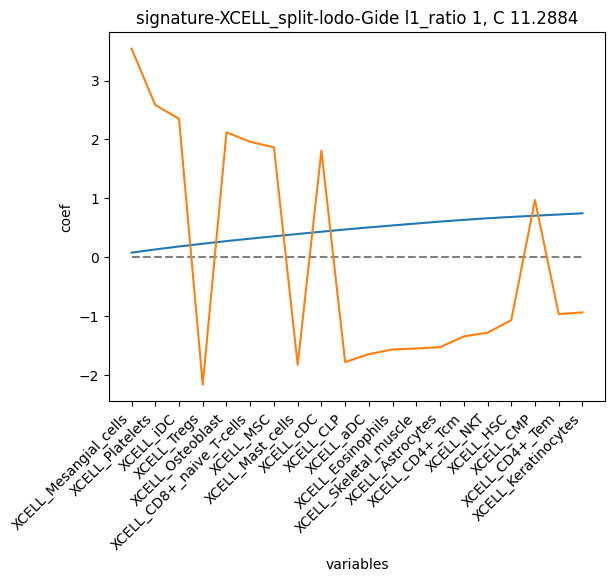 signature-XCELL_split-lodo-Gide l1_ratio 1, C 11.2884
coef
3
2
1
0
−1
−2
XCELL_Mesangial_cells
XCELL_Platelets
XCELL_iDC
XCELL_Tregs
XCELL_Osteoblast
XCELL_CD8+_naive_T-cells
XCELL_MSC
XCELL_Mast_cells
XCELL_cDC
XCELL_CLP
XCELL_aDC
XCELL_Eosinophils
XCELL_Skeletal_muscle
XCELL_Astrocytes
XCELL_CD4+_Tcm
XCELL_NKT
XCELL_HSC
XCELL_CMP
XCELL_CD4+_Tem
XCELL_Keratinocytes
variables